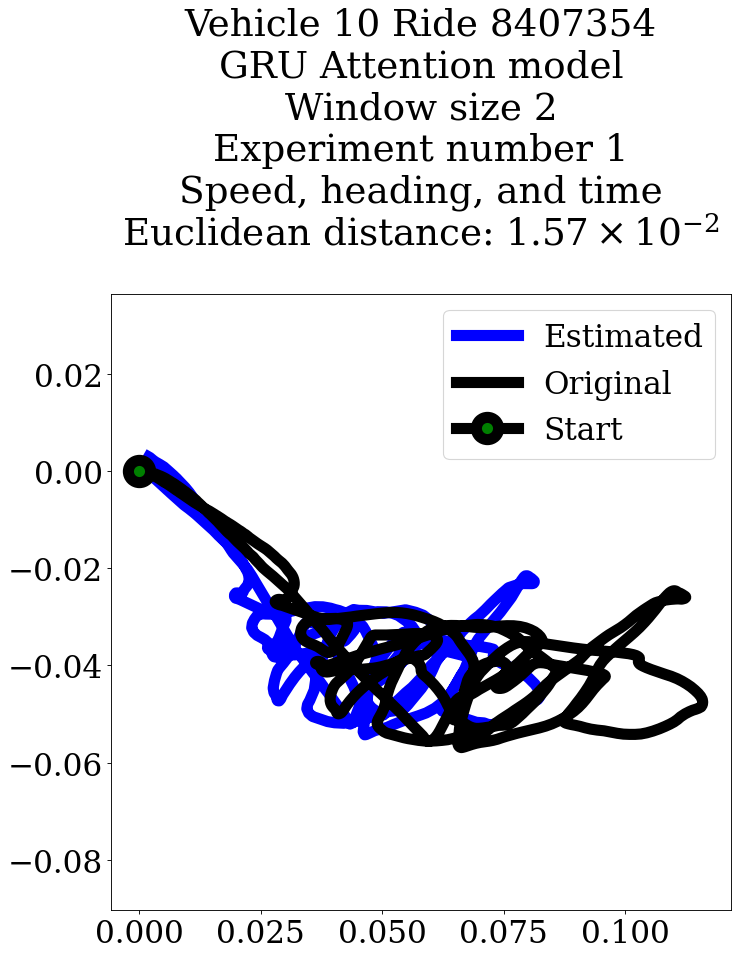 Vehicle 10 Ride 8407354
GRU Attention model
Window size 2
Experiment number 1
Speed, heading, and time
Euclidean distance: 1.57 × 10⁻²
Estimated
Original
Start
0.02
0.00
−0.02
−0.04
−0.06
−0.08
0.000 0.025 0.050 0.075 0.100